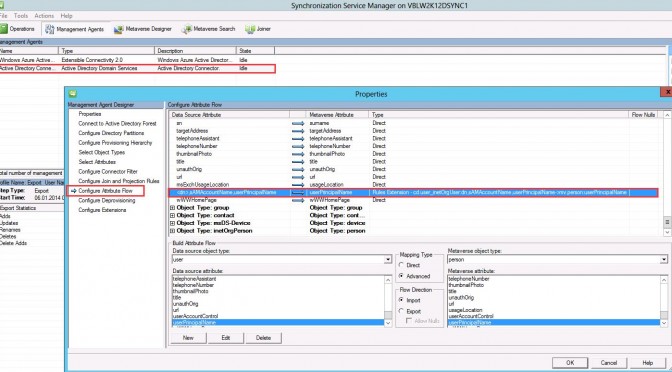 Synchronization Service Manager on VBLW2K12DSYNC1
File Tools Actions Help
Operations Management Agents Metaverse Designer Metaverse Search Joiner
Management Agents
Name Type Description State
Windows Azure Active... Extensible Connectivity 2.0 Windows Azure Active Director... Idle
Active Directory Conne... Active Directory Domain Services Active Directory Connector. Idle
Properties
Management Agent Designer
Properties
Connect to Active Directory Forest
Configure Directory Partitions
Configure Provisioning Hierarchy
Select Object Types
Select Attributes
Configure Connector Filter
Configure Join and Projection Rules
Configure Attribute Flow
Configure Deprovisioning
Configure Extensions
Total number of management
Profile Name: Export User Na
Step Type: Export
Start Time: 06.01.2014
Export Statistics
Adds
Updates
Renames
Deletes
Delete Adds
Configure Attribute Flow
Data Source Attribute Metaverse Attribute Type Flow Nulls
sn surname Direct
targetAddress targetAddress Direct
telephoneAssistant telephoneAssistant Direct
telephoneNumber telephoneNumber Direct
thumbnailPhoto thumbnailPhoto Direct
title title Direct
unauthOrig unauthOrig Direct
url url Direct
msExchUsageLocation usageLocation Direct
<dn>,sAMAccountName,userPrincipalName userPrincipalName Rules Extension - cd.user_inetOrgUser:dn,sAMAccountName,userPrincipalName-mv.person:userPrincipalName
wWWHomePage wWWHomePage Direct
Object Type: group Object Type: group
Object Type: contact Object Type: cont...
Object Type: msDS-Device Object Type: device
Object Type: inetOrgPerson Object Type: person
Build Attribute Flow
Data source object type:
user
Data source attribute:
telephoneAssistant
telephoneNumber
thumbnailPhoto
title
unauthOrig
url
userAccountControl
userPrincipalName
Mapping Type
Direct
Advanced
Flow Direction
Import
Export
Allow Nulls
Metaverse object type:
person
Metaverse attribute:
telephoneNumber
thumbnailPhoto
title
unauthOrig
url
usageLocation
userAccountControl
userPrincipalName
New Edit Delete
OK Cancel Help